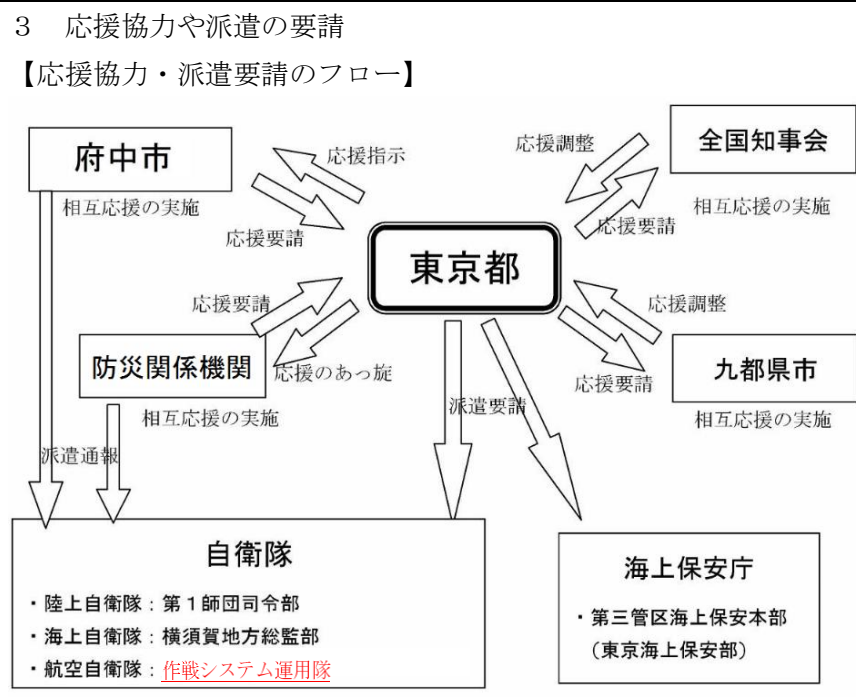 ３　応援協力や派遣の要請
【応援協力・派遣要請のフロー】
府中市
相互応援の実施
応援指示
応援要請
応援調整
応援要請
全国知事会
相互応援の実施
東京都
応援要請
応援のあっ旋
防災関係機関
相互応援の実施
応援調整
応援要請
九都県市
相互応援の実施
派遣通報
派遣要請
自衛隊
・陸上自衛隊：第１師団司令部
・海上自衛隊：横須賀地方総監部
・航空自衛隊：作戦システム運用隊
海上保安庁
・第三管区海上保安本部
（東京海上保安部）